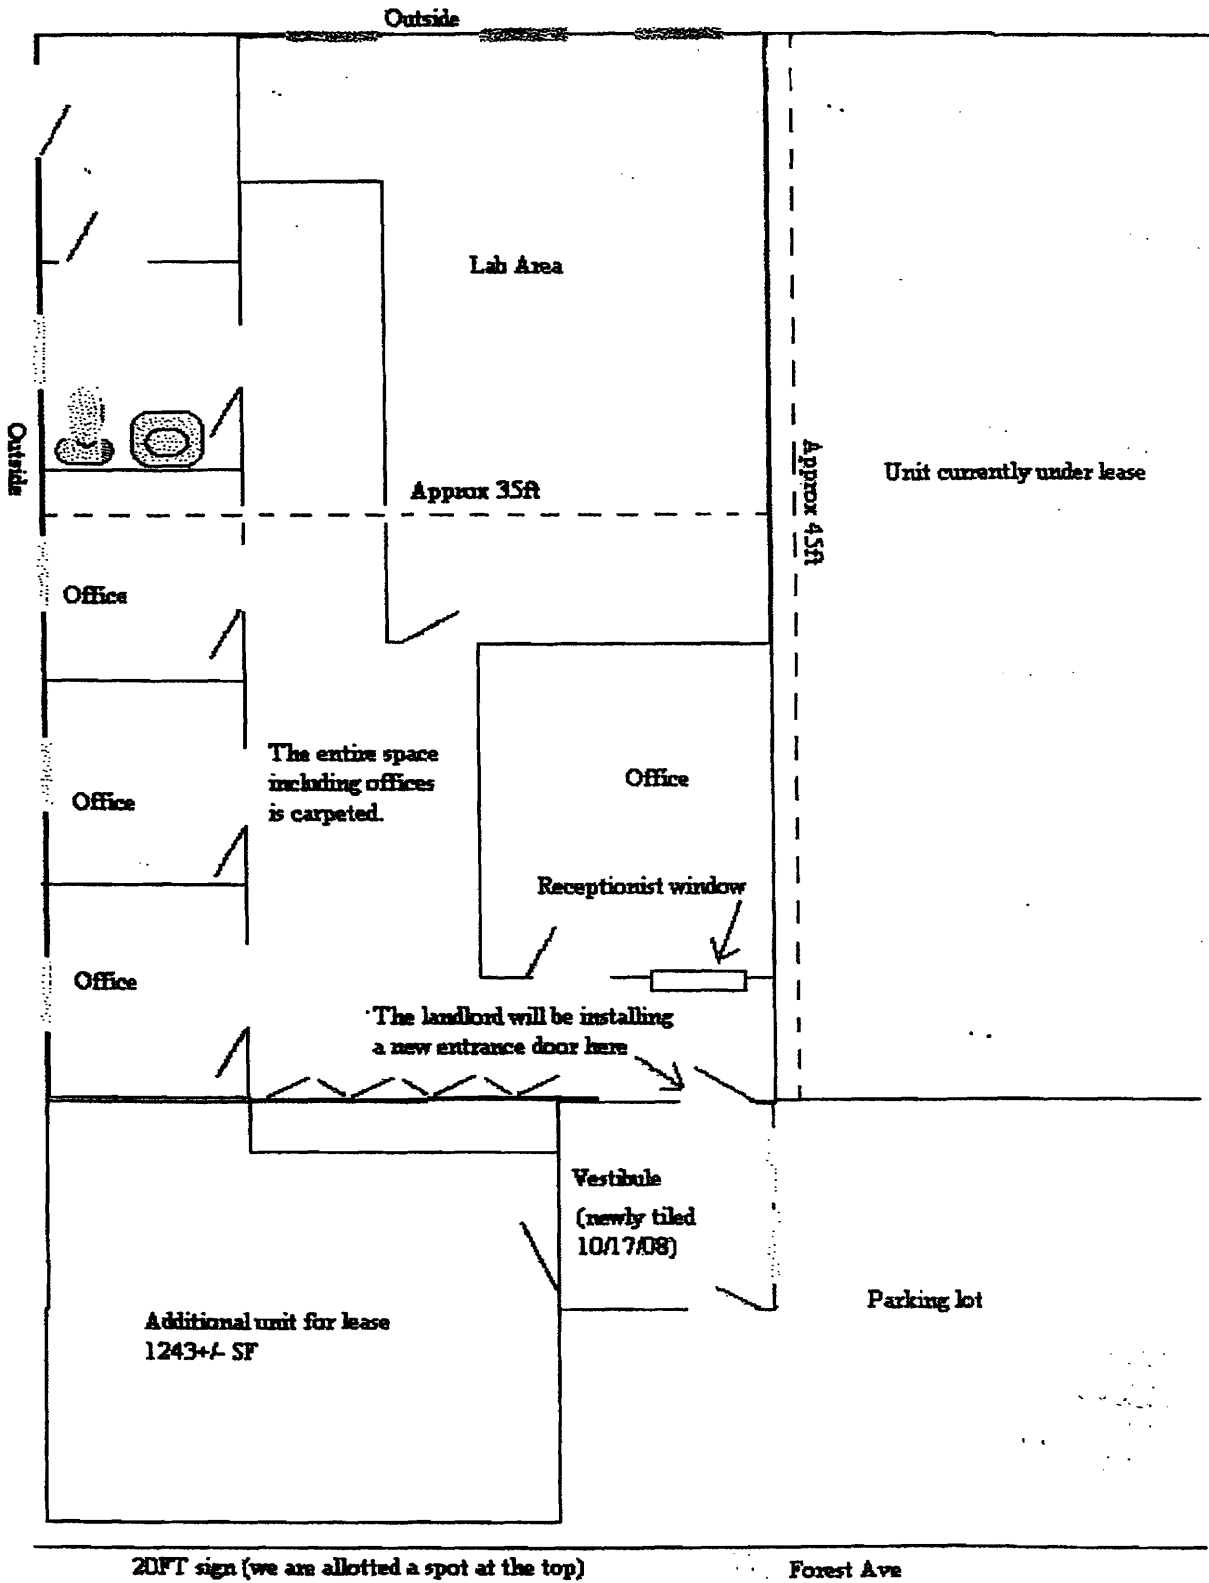 Outside
Lab Area
Outside
Approx 35ft
Approx 45ft
Unit currently under lease
Office
The entire space
including offices
is carpeted.
Office
Office
Receptionist window
Office
The landlord will be installing
a new entrance door here
Vestibule
(newly tiled
10/17/08)
Additional unit for lease
1243+/- SF
Parking lot
20FT sign (we are allotted a spot at the top)
Forest Ave